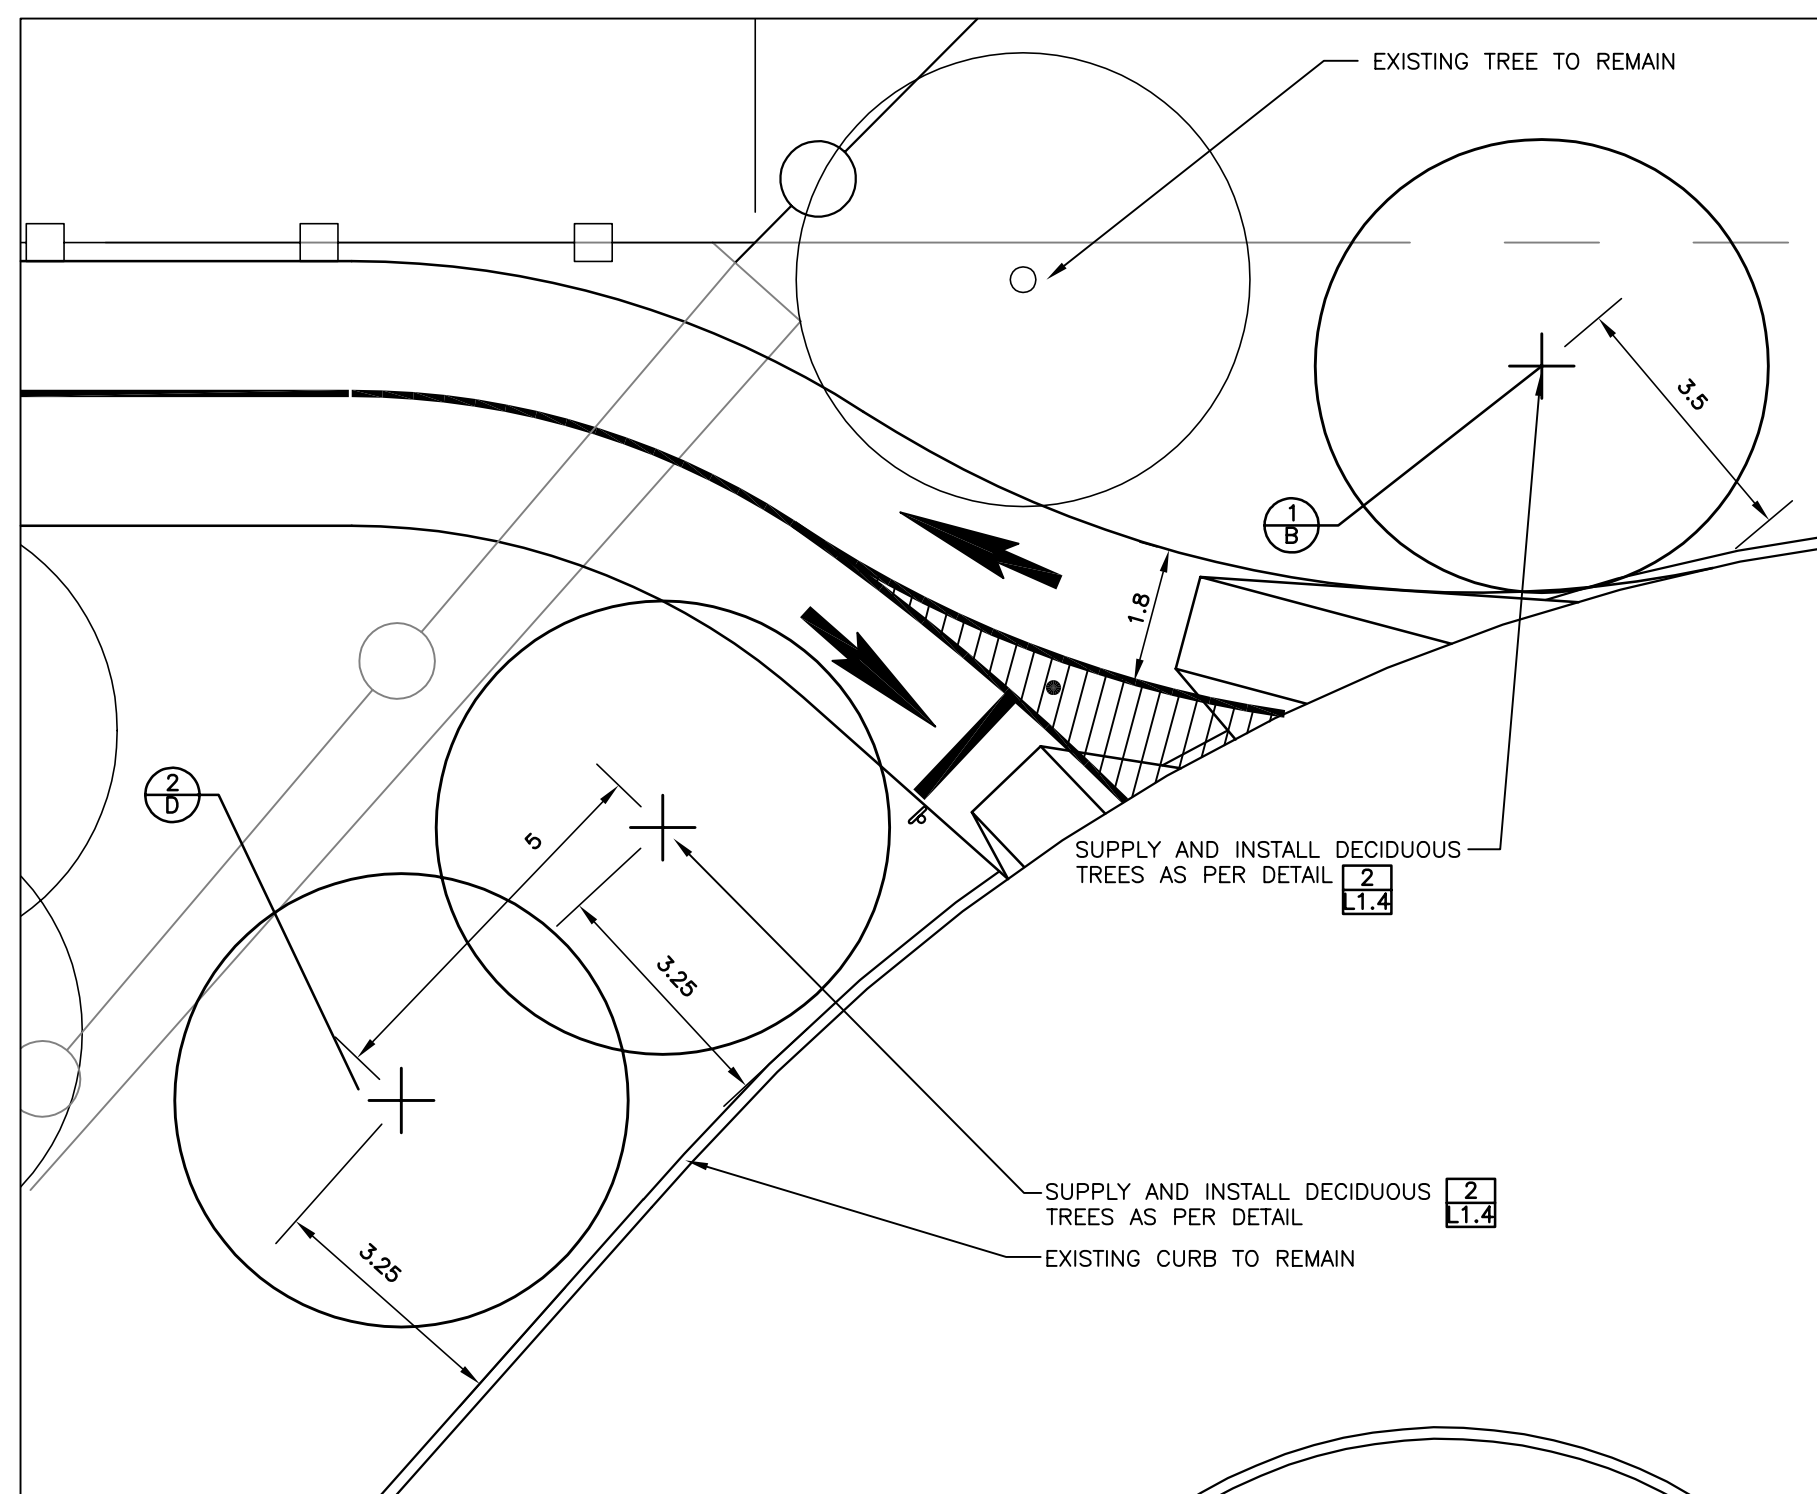 EXISTING TREE TO REMAIN
3.5
1
B
1.8
2
D
5
SUPPLY AND INSTALL DECIDUOUS
TREES AS PER DETAIL
2
L1.4
3.25
SUPPLY AND INSTALL DECIDUOUS
TREES AS PER DETAIL
2
L1.4
EXISTING CURB TO REMAIN
3.25